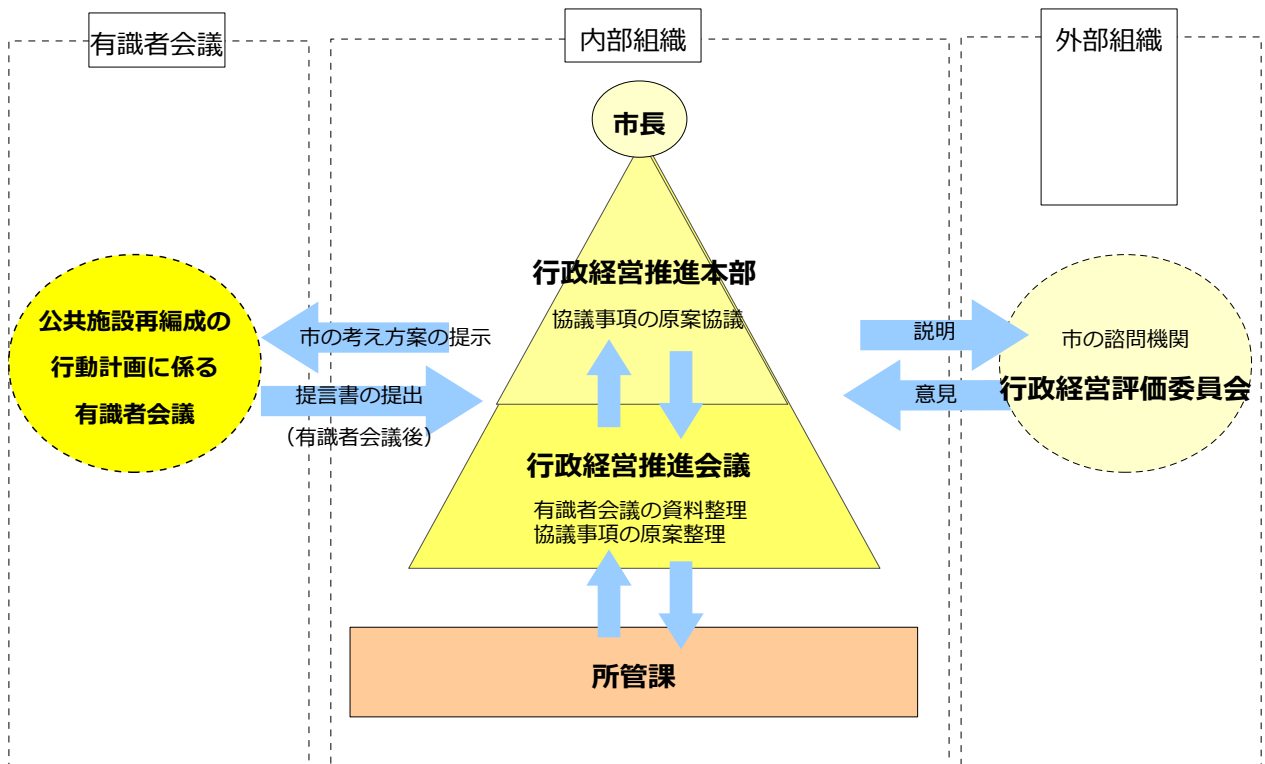 有識者会議
内部組織
外部組織
市長
行政経営推進本部
協議事項の原案協議
公共施設再編成の
行動計画に係る
有識者会議
市の考え方案の提示
提言書の提出
（有識者会議後）
説明
意見
市の諮問機関
行政経営評価委員会
行政経営推進会議
有識者会議の資料整理
協議事項の原案整理
所管課